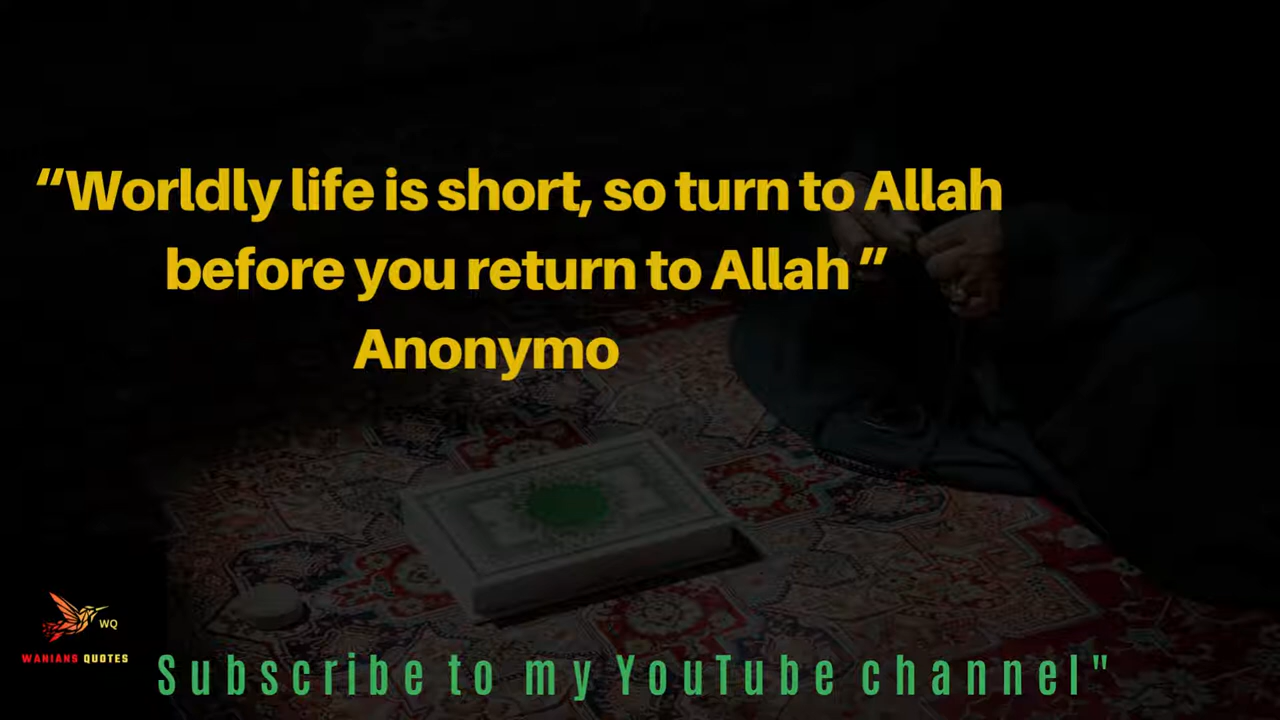 “Worldly life is short, so turn to Allah
before you return to Allah”
Anonymo
WQ
WANIANS QUOTES
Subscribe to my YouTube channel"